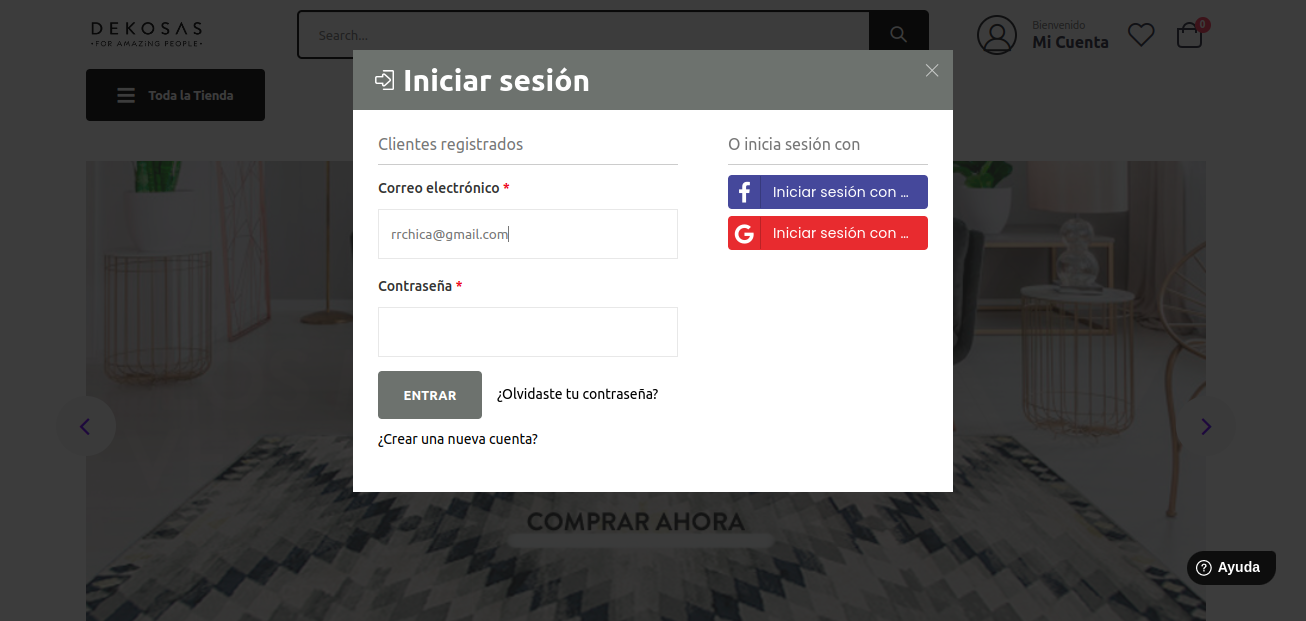 DEKOSAS
•FOR AMAZING PEOPLE•
Search...
Bienvenido
Mi Cuenta
0
Toda la Tienda
Iniciar sesión
Clientes registrados
Correo electrónico *
rrchica@gmail.com
Contraseña *
ENTRAR
¿Olvidaste tu contraseña?
¿Crear una nueva cuenta?
O inicia sesión con
Iniciar sesión con ...
Iniciar sesión con ...
COMPRAR AHORA
Ayuda